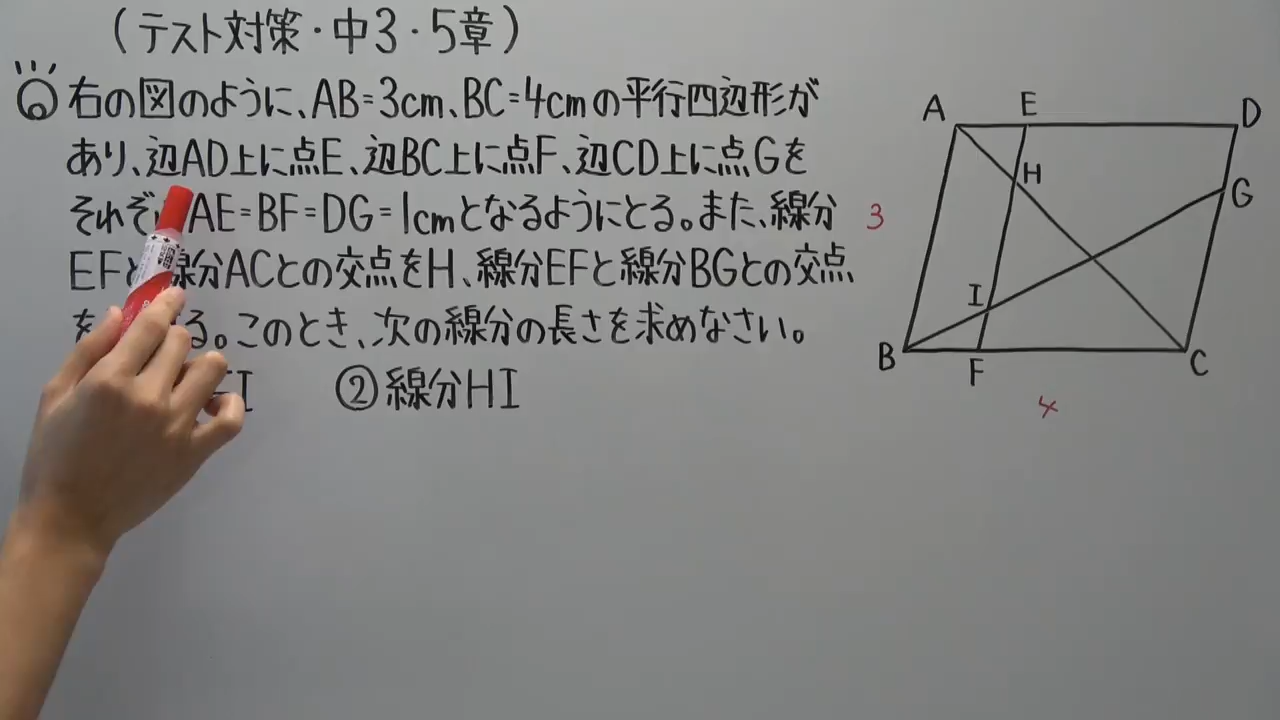 (テスト対策・中3・5章)
右の図のように、AB=3cm、BC=4cmの平行四辺形が
あり、辺AD上に点E、辺BC上に点F、辺CD上に点Gを
それぞ AE=BF=DG=1cmとなるようにとる。また、線分
EFと線分ACとの交点をH、線分EFと線分BGとの交点
を る。このとき、次の線分の長さを求めなさい。
I ②線分HI
A E D
H
G
3
I
B F C
4